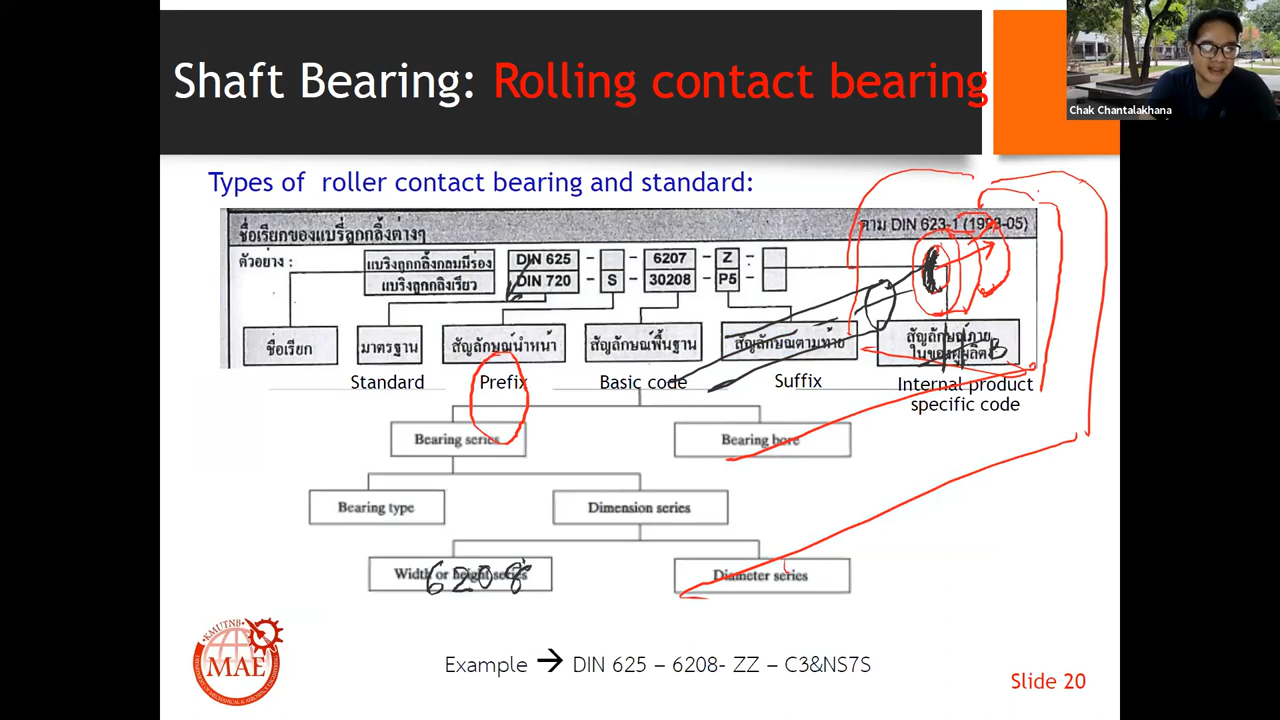 Shaft Bearing: Rolling contact bearing
Chak Chantalakhana
Types of roller contact bearing and standard:
ชื่อเรียกของแบริ่งลูกกลิ้งต่างๆ
ตาม DIN 623-1 (1993-05)
ตัวอย่าง :
แบริงลูกกลิ้งกลมมีร่อง DIN 625 - - 6207 - Z -
แบริงลูกกลิ้งเรียว DIN 720 - S - 30208 - P5 -
ชื่อเรียก มาตรฐาน สัญลักษณ์นำหน้า สัญลักษณ์พื้นฐาน สัญลักษณ์ตามท้าย สัญลักษณ์ภาย
ในของผู้ผลิต B
Standard Prefix Basic code Suffix Internal product
specific code
Bearing series Bearing bore
Bearing type Dimension series
Width or height series Diameter series
6208
KMUTNB
MAE
Example → DIN 625 – 6208- ZZ – C3&NS7S
Slide 20